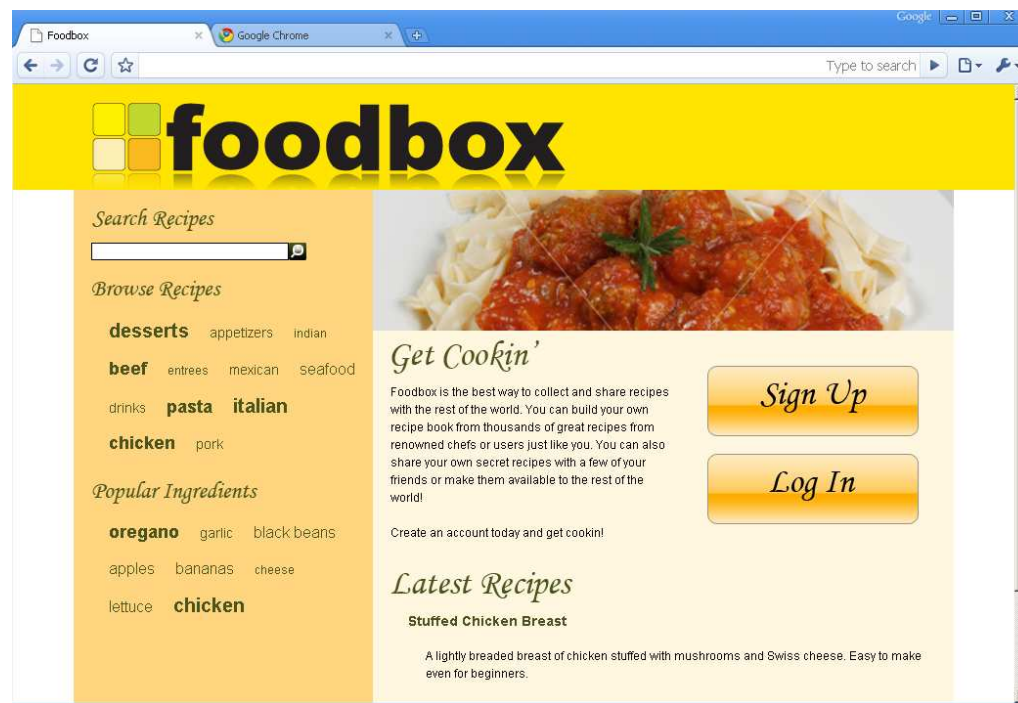 Google
Foodbox
Google Chrome
Type to search
foodbox
Search Recipes
Browse Recipes
desserts appetizers indian
beef entrees mexican seafood
drinks pasta italian
chicken pork
Popular Ingredients
oregano garlic black beans
apples bananas cheese
lettuce chicken
Get Cookin’
Foodbox is the best way to collect and share recipes
with the rest of the world. You can build your own
recipe book from thousands of great recipes from
renowned chefs or users just like you. You can also
share your own secret recipes with a few of your
friends or make them available to the rest of the
world!
Create an account today and get cookin!
Sign Up
Log In
Latest Recipes
Stuffed Chicken Breast
A lightly breaded breast of chicken stuffed with mushrooms and Swiss cheese. Easy to make
even for beginners.